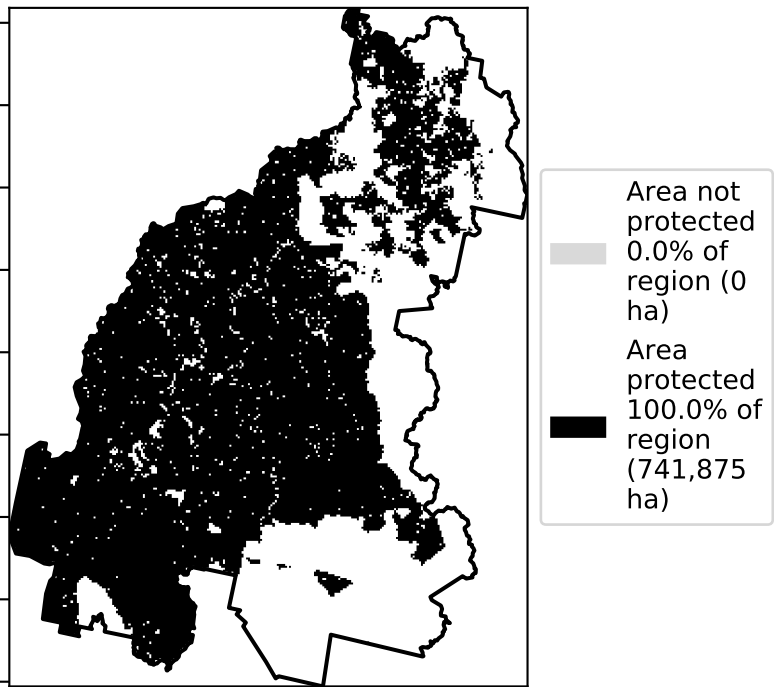 Area not
protected
0.0% of
region (0
ha)
Area
protected
100.0% of
region
(741,875
ha)